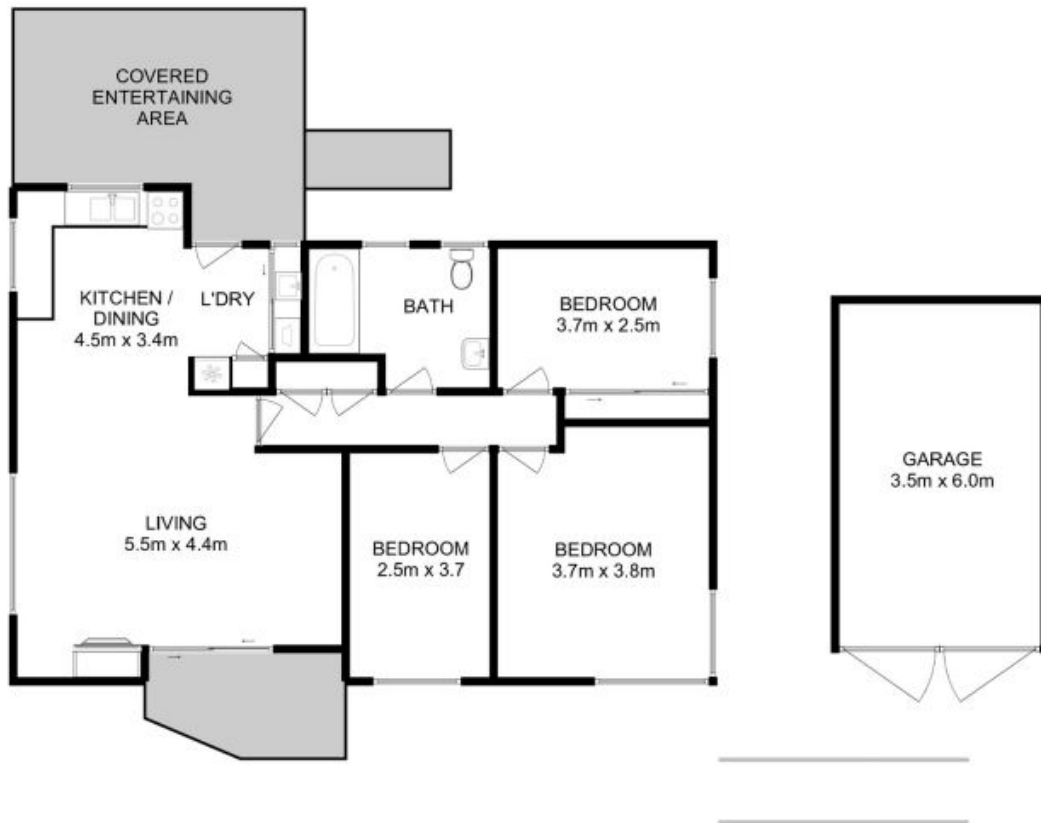 COVERED
ENTERTAINING
AREA
KITCHEN /
DINING
4.5m x 3.4m
L'DRY
BATH
BEDROOM
3.7m x 2.5m
GARAGE
3.5m x 6.0m
LIVING
5.5m x 4.4m
BEDROOM
2.5m x 3.7
BEDROOM
3.7m x 3.8m